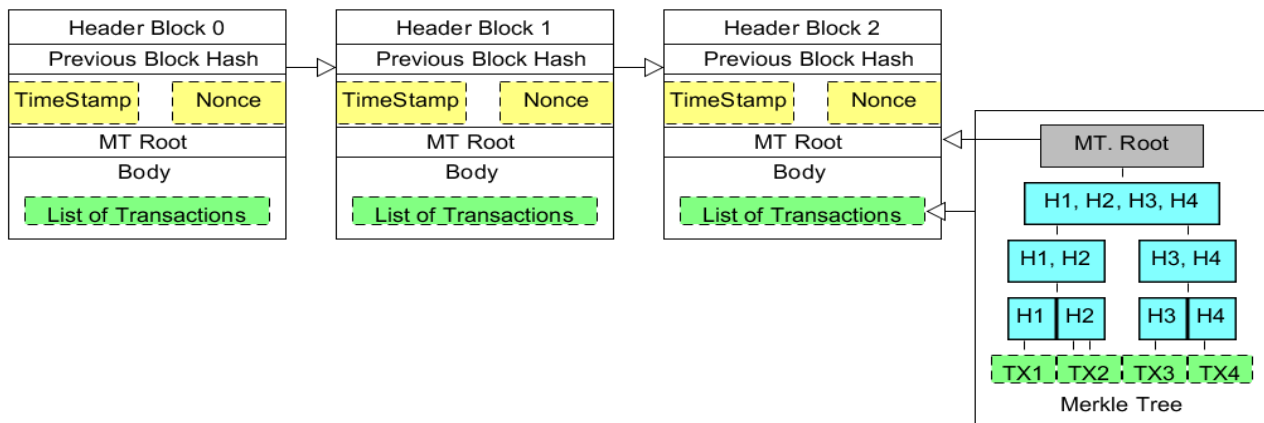 Header Block 0
Previous Block Hash
TimeStamp
Nonce
MT Root
Body
List of Transactions
Header Block 1
Previous Block Hash
TimeStamp
Nonce
MT Root
Body
List of Transactions
Header Block 2
Previous Block Hash
TimeStamp
Nonce
MT Root
Body
List of Transactions
MT. Root
H1, H2, H3, H4
H1, H2
H3, H4
H1
H2
H3
H4
TX1
TX2
TX3
TX4
Merkle Tree